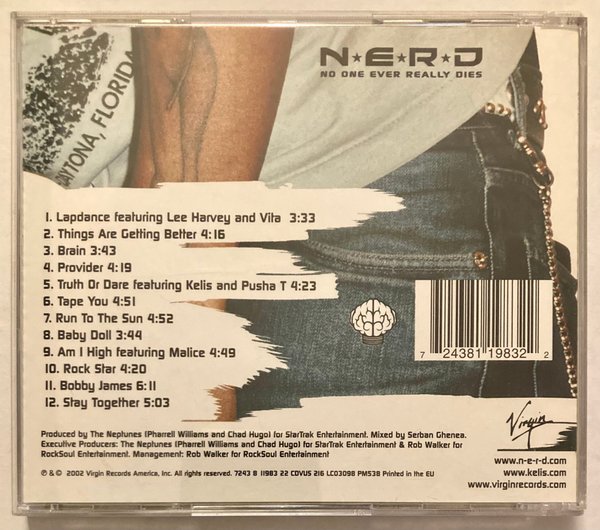 N★E★R★D
NO ONE EVER REALLY DIES
DAYTONA, FLORIDA
1. Lapdance featuring Lee Harvey and Vita 3:33
2. Things Are Getting Better 4:16
3. Brain 3:43
4. Provider 4:19
5. Truth Or Dare featuring Kelis and Pusha T 4:23
6. Tape You 4:51
7. Run To The Sun 4:52
8. Baby Doll 3:44
9. Am I High featuring Malice 4:49
10. Rock Star 4:20
11. Bobby James 6:11
12. Stay Together 5:03
7 24381 19832 2
Virgin
Produced by The Neptunes (Pharrell Williams and Chad Hugo) for StarTrak Entertainment. Mixed by Serban Ghenea.
Executive Producers: The Neptunes (Pharrell Williams and Chad Hugo) for StarTrak Entertainment & Rob Walker for
RockSoul Entertainment. Management: Rob Walker for RockSoul Entertainment
℗ & © 2002 Virgin Records America, Inc. All rights reserved. 7243 8 11983 22 CDVUS 216 LC03098 PM538 Printed in the EU
www.n-e-r-d.com
www.kelis.com
www.virginrecords.com